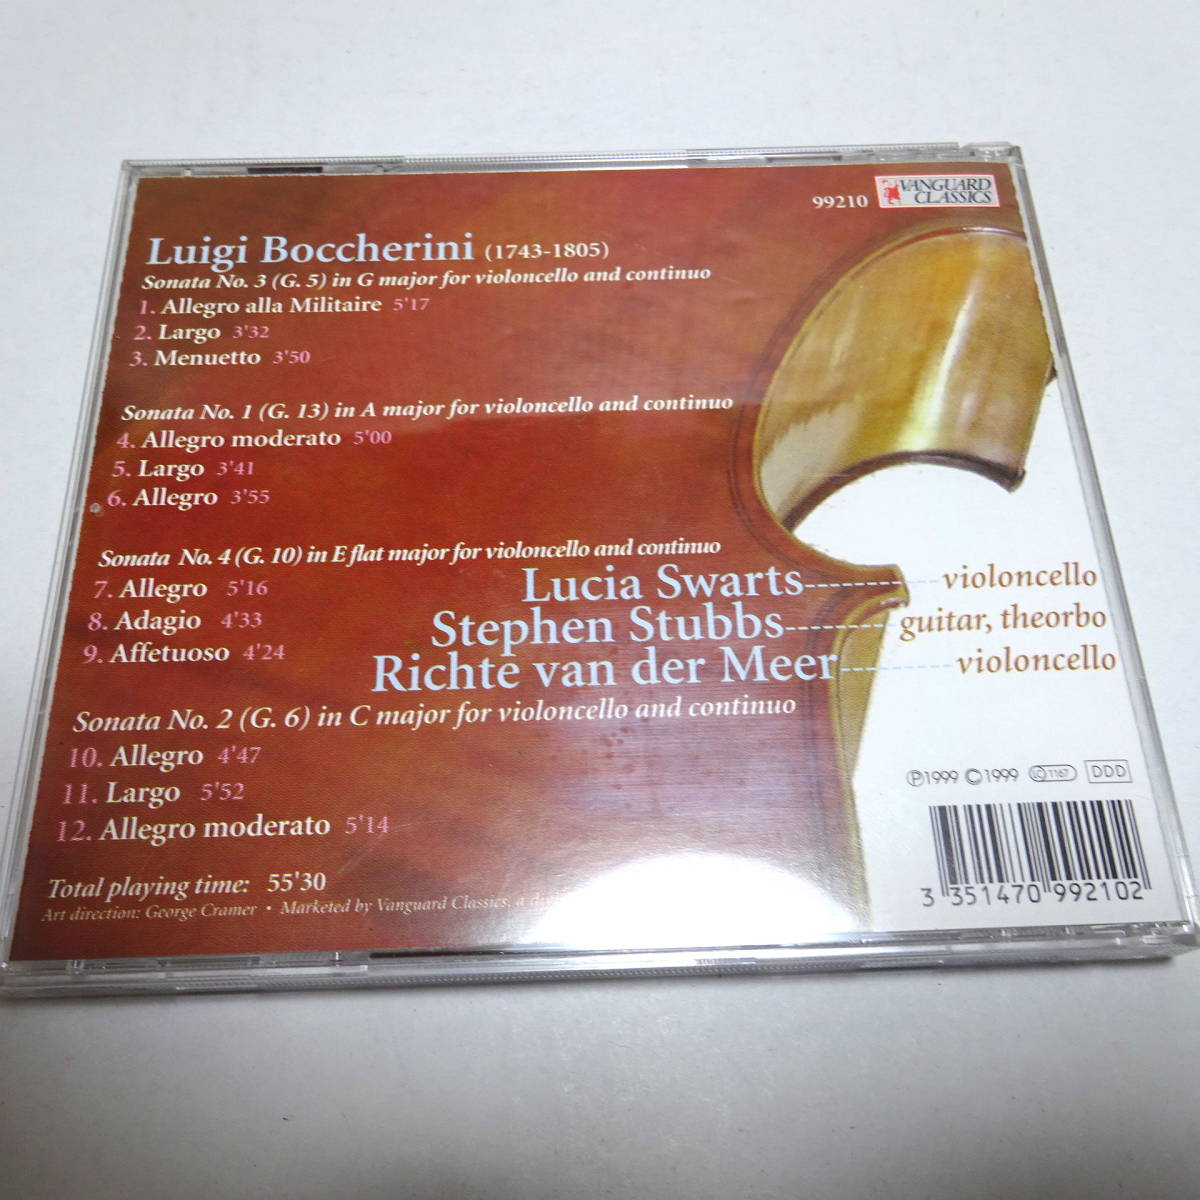 99210 VANGUARD CLASSICS
Luigi Boccherini (1743-1805)
Sonata No. 3 (G. 5) in G major for violoncello and continuo
1. Allegro alla Militaire 5'17
2. Largo 3'32
3. Menuetto 3'50
Sonata No. 1 (G. 13) in A major for violoncello and continuo
4. Allegro moderato 5'00
5. Largo 3'41
6. Allegro 3'55
Sonata No. 4 (G. 10) in E flat major for violoncello and continuo
7. Allegro 5'16
8. Adagio 4'33
9. Affetuoso 4'24
Lucia Swarts----------violoncello
Stephen Stubbs---------guitar, theorbo
Richte van der Meer---------violoncello
Sonata No. 2 (G. 6) in C major for violoncello and continuo
10. Allegro 4'47
11. Largo 5'52
12. Allegro moderato 5'14
Total playing time: 55'30
Art direction: George Cramer • Marketed by Vanguard Classics, a
Ⓟ1999 ©1999 LC 1167 DDD
3 351470 992102